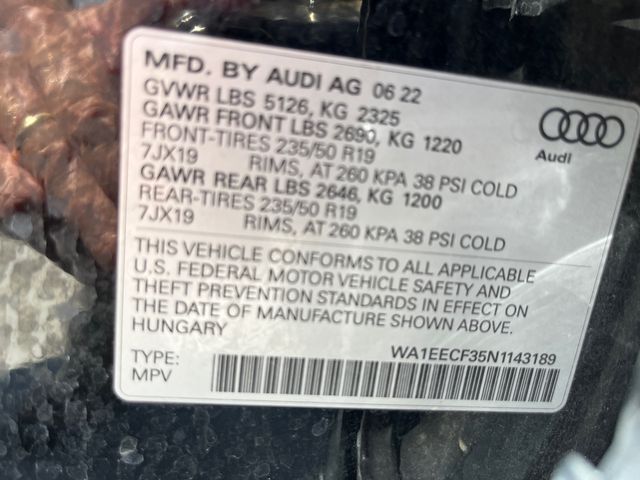 MFD. BY AUDI AG 06 22
GVWR LBS 5126, KG 2325
GAWR FRONT LBS 2690, KG 1220
FRONT-TIRES 235/50 R19
7JX19 RIMS, AT 260 KPA 38 PSI COLD
GAWR REAR LBS 2646, KG 1200
REAR-TIRES 235/50 R19
7JX19 RIMS, AT 260 KPA 38 PSI COLD
Audi
THIS VEHICLE CONFORMS TO ALL APPLICABLE
U.S. FEDERAL MOTOR VEHICLE SAFETY AND
THEFT PREVENTION STANDARDS IN EFFECT ON
THE DATE OF MANUFACTURE SHOWN ABOVE.
HUNGARY
WA1EECF35N1143189
TYPE:
MPV